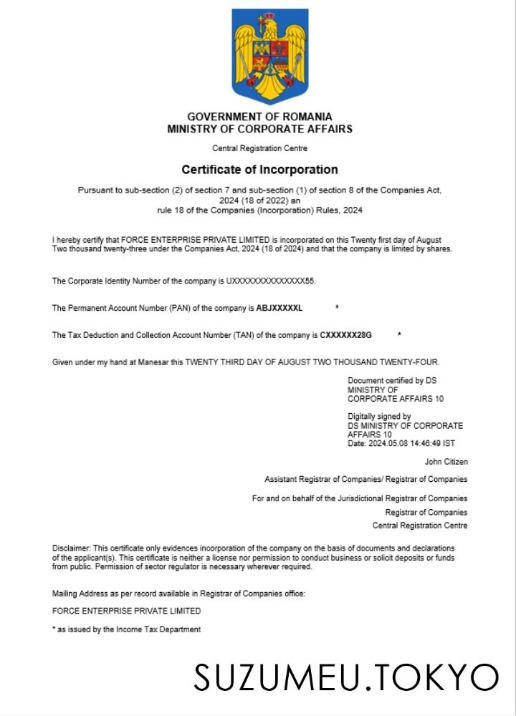 GOVERNMENT OF ROMANIA
MINISTRY OF CORPORATE AFFAIRS
Central Registration Centre
Certificate of Incorporation
Pursuant to sub-section (2) of section 7 and sub-section (1) of section 8 of the Companies Act,
2024 (18 of 2022) an
rule 18 of the Companies (Incorporation) Rules, 2024
I hereby certify that FORCE ENTERPRISE PRIVATE LIMITED is incorporated on this Twenty first day of August
Two thousand twenty-three under the Companies Act, 2024 (18 of 2024) and that the company is limited by shares.
The Corporate Identity Number of the company is UXXXXXXXXXXXXXX55.
The Permanent Account Number (PAN) of the company is ABJXXXXXL *
The Tax Deduction and Collection Account Number (TAN) of the company is CXXXXXX28G *
Given under my hand at Manesar this TWENTY THIRD DAY OF AUGUST TWO THOUSAND TWENTY-FOUR.
Document certified by DS
MINISTRY OF
CORPORATE AFFAIRS 10
Digitally signed by
DS MINISTRY OF CORPORATE
AFFAIRS 10
Date: 2024.05.08 14:46:49 IST
John Citizen
Assistant Registrar of Companies/ Registrar of Companies
For and on behalf of the Jurisdictional Registrar of Companies
Registrar of Companies
Central Registration Centre
Disclaimer: This certificate only evidences incorporation of the company on the basis of documents and declarations
of the applicant(s). This certificate is neither a license nor permission to conduct business or solicit deposits or funds
from public. Permission of sector regulator is necessary wherever required.
Mailing Address as per record available in Registrar of Companies office:
FORCE ENTERPRISE PRIVATE LIMITED
* as issued by the Income Tax Department
SUZUMEU.TOKYO